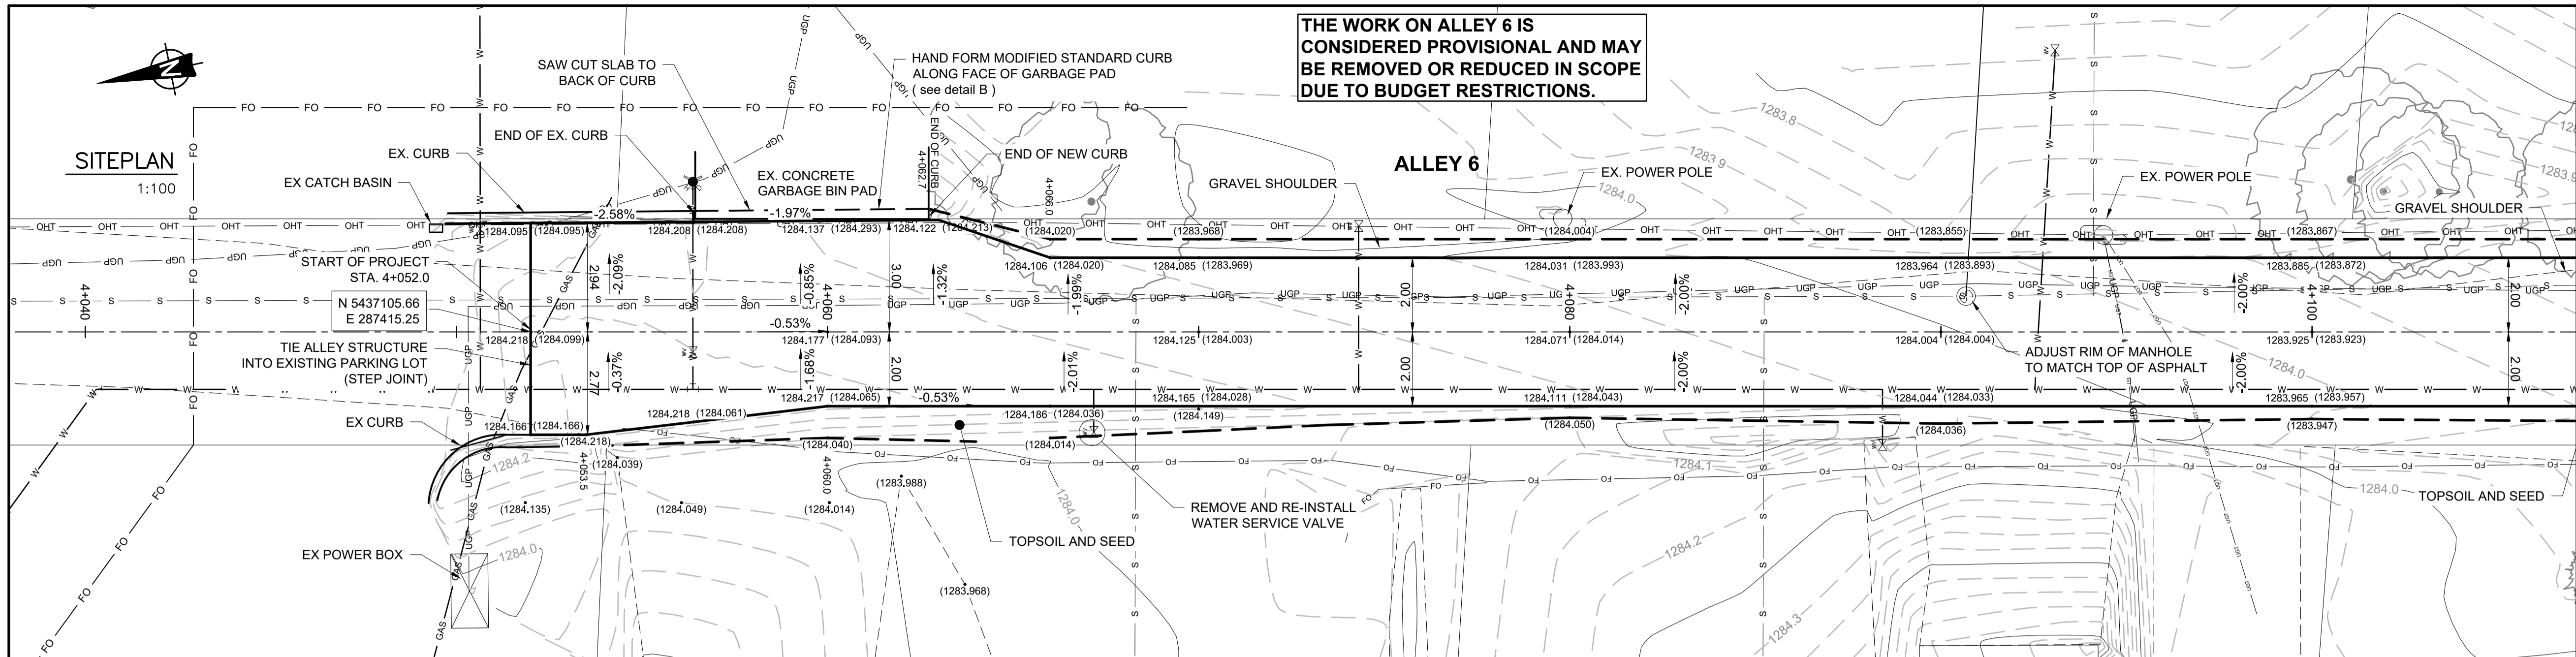 THE WORK ON ALLEY 6 IS
CONSIDERED PROVISIONAL AND MAY
BE REMOVED OR REDUCED IN SCOPE
DUE TO BUDGET RESTRICTIONS.
SITEPLAN
1:100
N
SAW CUT SLAB TO
BACK OF CURB
HAND FORM MODIFIED STANDARD CURB
ALONG FACE OF GARBAGE PAD
( see detail B )
END OF EX. CURB
EX. CURB
EX CATCH BASIN
EX. CONCRETE
GARBAGE BIN PAD
END OF CURB
4+062.7
END OF NEW CURB
4+066.0
ALLEY 6
GRAVEL SHOULDER
EX. POWER POLE
EX. POWER POLE
GRAVEL SHOULDER
1283.8
1283.9
1284.0
-2.58%
-1.97%
1284.095 (1284.095)
1284.208 (1284.208)
1284.137 (1284.293)
1284.122 (1284.213)
(1284.020)
(1283.968)
(1284.004)
(1283.855)
(1283.867)
START OF PROJECT
STA. 4+052.0
N 5437105.66
E 287415.25
1284.106 (1284.020)
1284.085 (1283.969)
1284.031 (1283.993)
1283.964 (1283.893)
1283.885 (1283.872)
2.94
-2.60%
-0.85%
3.00
-1.32%
-1.99%
2.00
-2.00%
-2.00%
2.00
4+040
4+060
4+080
4+100
-0.53%
1284.218 (1284.099)
1284.177 (1284.093)
1284.125 (1284.003)
1284.071 (1284.014)
1284.004 (1284.004)
1283.925 (1283.923)
TIE ALLEY STRUCTURE
INTO EXISTING PARKING LOT
(STEP JOINT)
2.77
-0.37%
-1.68%
2.00
-2.01%
2.00
-2.00%
-2.00%
2.00
ADJUST RIM OF MANHOLE
TO MATCH TOP OF ASPHALT
1284.0
-0.53%
1284.218 (1284.061)
1284.217 (1284.065)
1284.186 (1284.036)
1284.165 (1284.028)
(1284.149)
1284.111 (1284.043)
1284.044 (1284.033)
1283.965 (1283.957)
EX CURB
1284.166 (1284.166)
(1284.218)
(1284.040)
(1284.014)
(1284.050)
(1284.036)
(1283.947)
1284.2
(1284.039)
4+053.5
4+060.0
(1283.988)
1284.1
1284.0
(1284.135)
(1284.049)
(1284.014)
1284.0
REMOVE AND RE-INSTALL
WATER SERVICE VALVE
TOPSOIL AND SEED
TOPSOIL AND SEED
EX POWER BOX
1284.0
1284.2
(1283.968)
1284.3